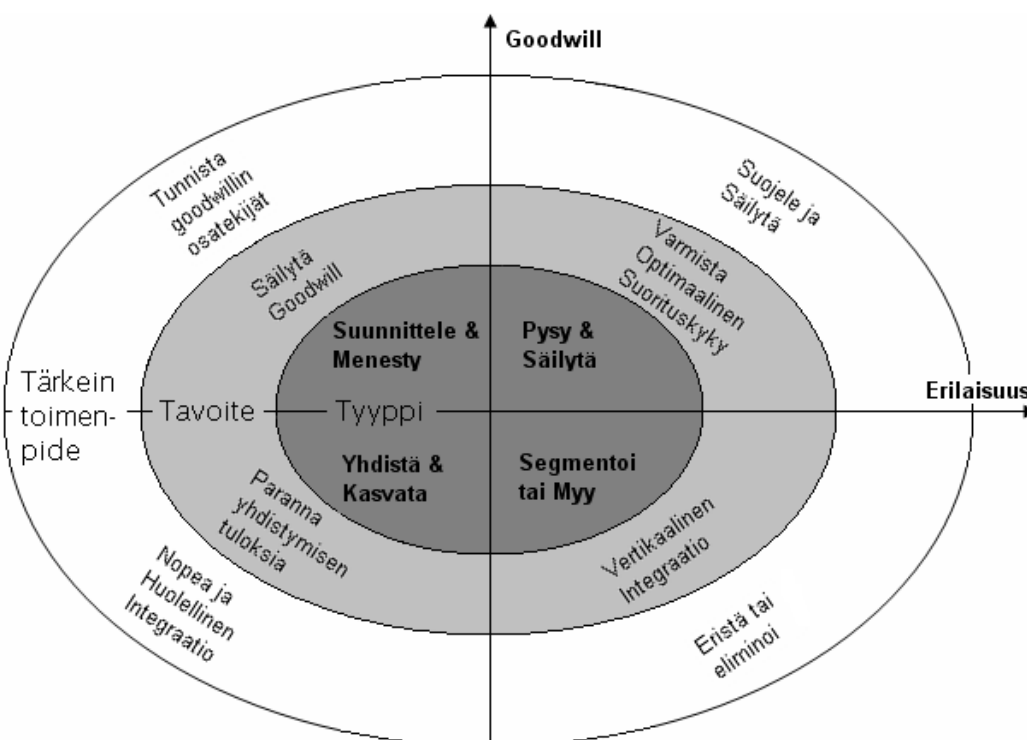 Goodwill
Tunnista
goodwillin
osatekijät
Suojele ja
Säilytä
Säilytä
Goodwill
Varmista
Optimaalinen
Suorituskyky
Suunnittele &
Menesty
Pysy &
Säilytä
Tärkein
toimen-
pide
Tavoite
Tyyppi
Erilaisuus
Yhdistä &
Kasvata
Segmentoi
tai Myy
Paranna
yhdistymisen
tuloksia
Vertikaalinen
Integraatio
Nopea ja
Huolellinen
Integraatio
Eristä tai
eliminoi